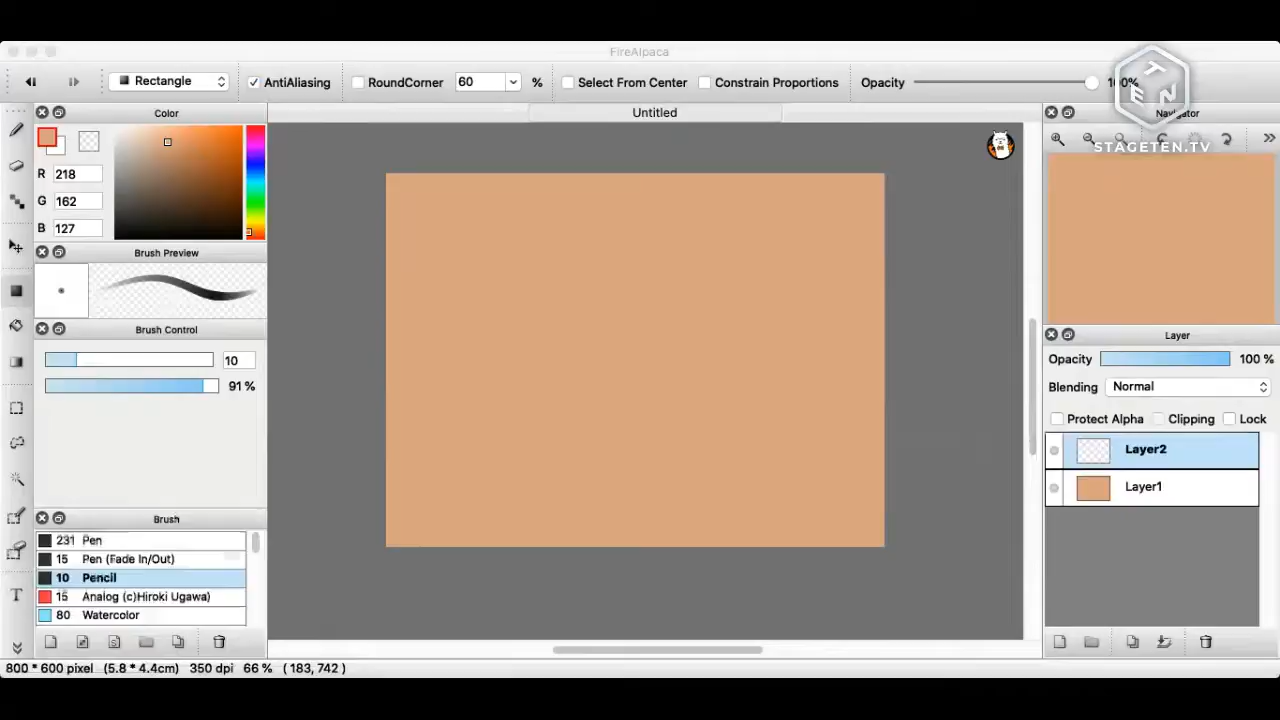 FireAlpaca
Rectangle
AntiAliasing
RoundCorner
60
%
Select From Center
Constrain Proportions
Opacity
100%
TEN
STAGETEN.TV
Color
Untitled
Navigator
R 218
G 162
B 127
Brush Preview
Brush Control
10
91 %
Layer
Opacity 100 %
Blending Normal
Protect Alpha Clipping Lock
Layer2
Layer1
Brush
231 Pen
15 Pen (Fade In/Out)
10 Pencil
15 Analog (c)Hiroki Ugawa)
80 Watercolor
T
800 * 600 pixel (5.8 * 4.4cm) 350 dpi 66 % ( 183, 742 )